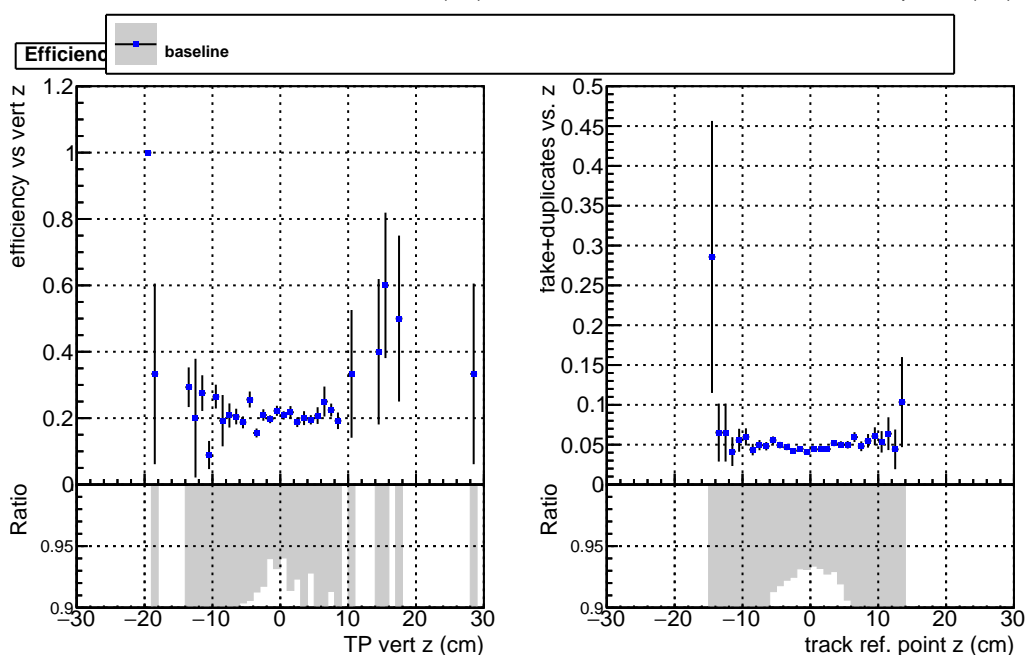 baseline
Efficienc
efficiency vs vert z
1.2
1
0.8
0.6
0.4
0.2
0
Ratio
0.95
0.9
−30 −20 −10 0 10 20 30
TP vert z (cm)
fake+duplicates vs. z
0.5
0.45
0.4
0.35
0.3
0.25
0.2
0.15
0.1
0.05
0
Ratio
0.95
0.9
−30 −20 −10 0 10 20 30
track ref. point z (cm)